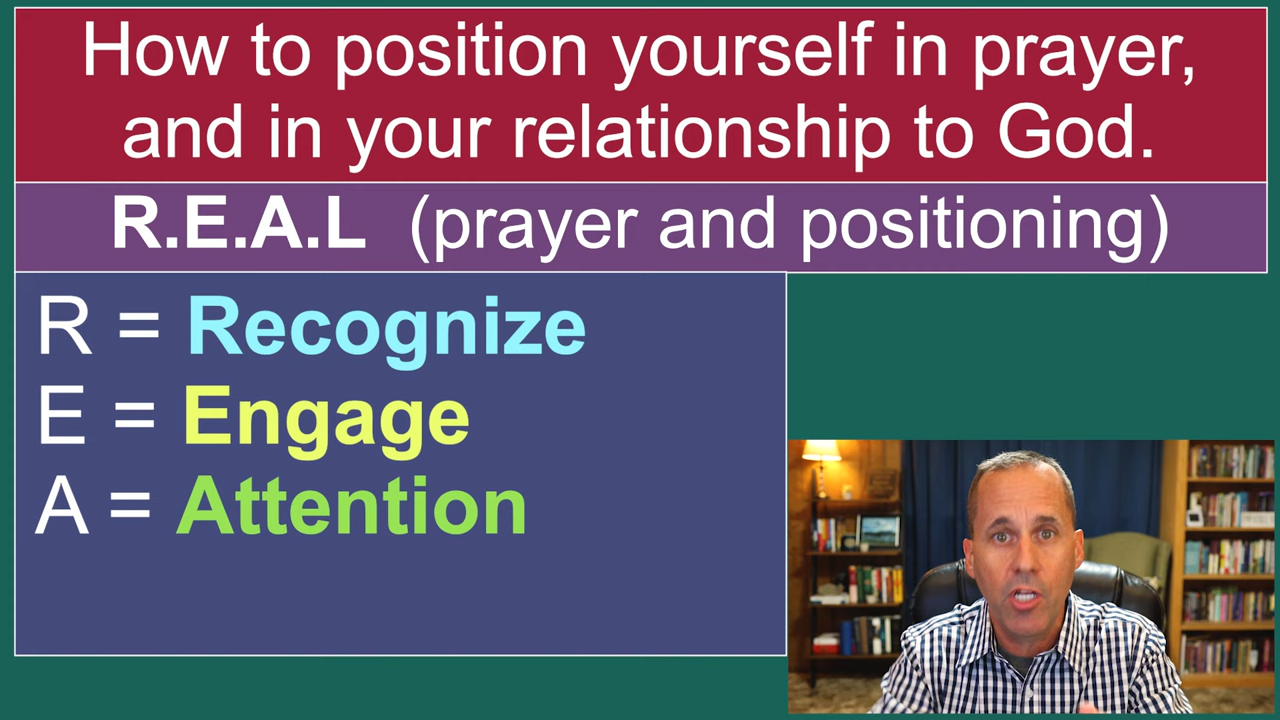 How to position yourself in prayer,
and in your relationship to God.
R.E.A.L (prayer and positioning)
R = Recognize
E = Engage
A = Attention